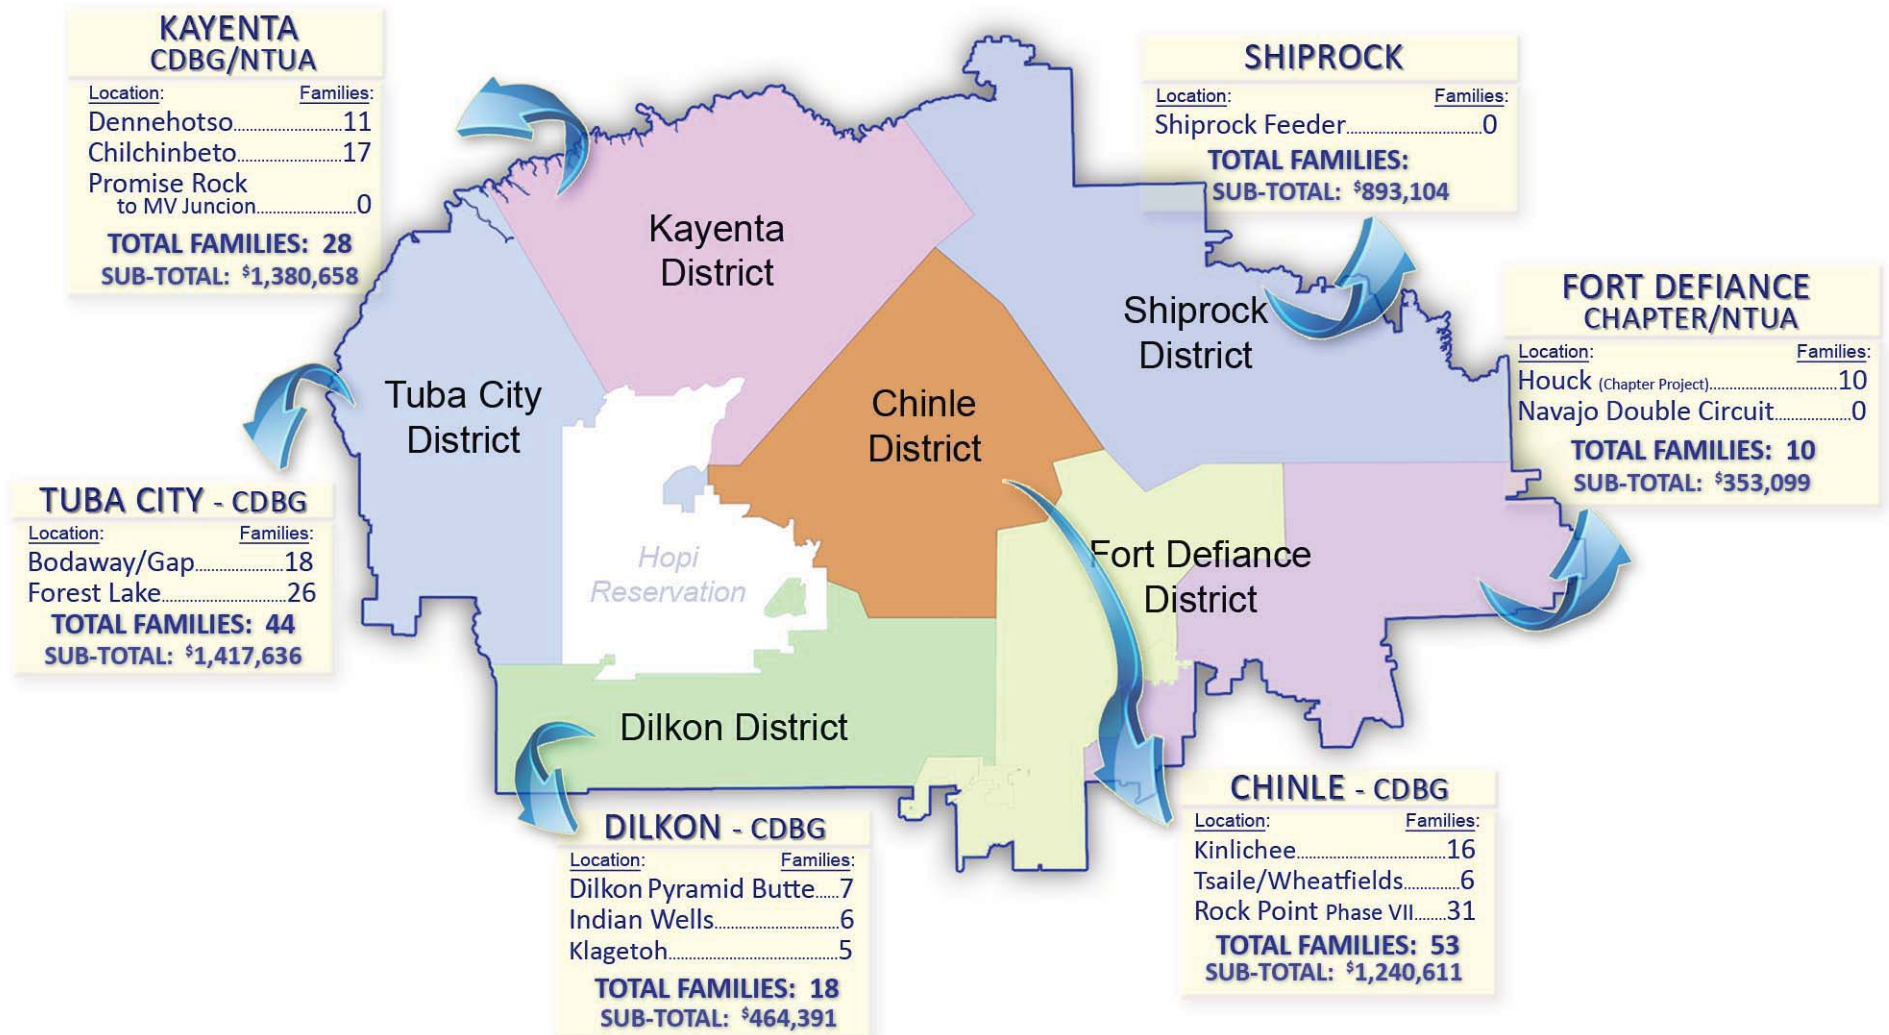 KAYENTA
CDBG/NTUA
Location: Families:
Dennehotso.....................11
Chilchinbeto.....................17
Promise Rock
to MV Juncion....................0
TOTAL FAMILIES: 28
SUB-TOTAL: $1,380,658
SHIPROCK
Location: Families:
Shiprock Feeder...........................0
TOTAL FAMILIES:
SUB-TOTAL: $893,104
FORT DEFIANCE
CHAPTER/NTUA
Location: Families:
Houck (Chapter Project).........................10
Navajo Double Circuit...............0
TOTAL FAMILIES: 10
SUB-TOTAL: $353,099
TUBA CITY - CDBG
Location: Families:
Bodaway/Gap.................18
Forest Lake.........................26
TOTAL FAMILIES: 44
SUB-TOTAL: $1,417,636
Kayenta
District
Shiprock
District
Tuba City
District
Chinle
District
Hopi
Reservation
Fort Defiance
District
Dilkon District
DILKON - CDBG
Location: Families:
Dilkon Pyramid Butte.....7
Indian Wells.........................6
Klagetoh..................................5
TOTAL FAMILIES: 18
SUB-TOTAL: $464,391
CHINLE - CDBG
Location: Families:
Kinlichee..............................16
Tsaile/Wheatfields...........6
Rock Point Phase VII......31
TOTAL FAMILIES: 53
SUB-TOTAL: $1,240,611